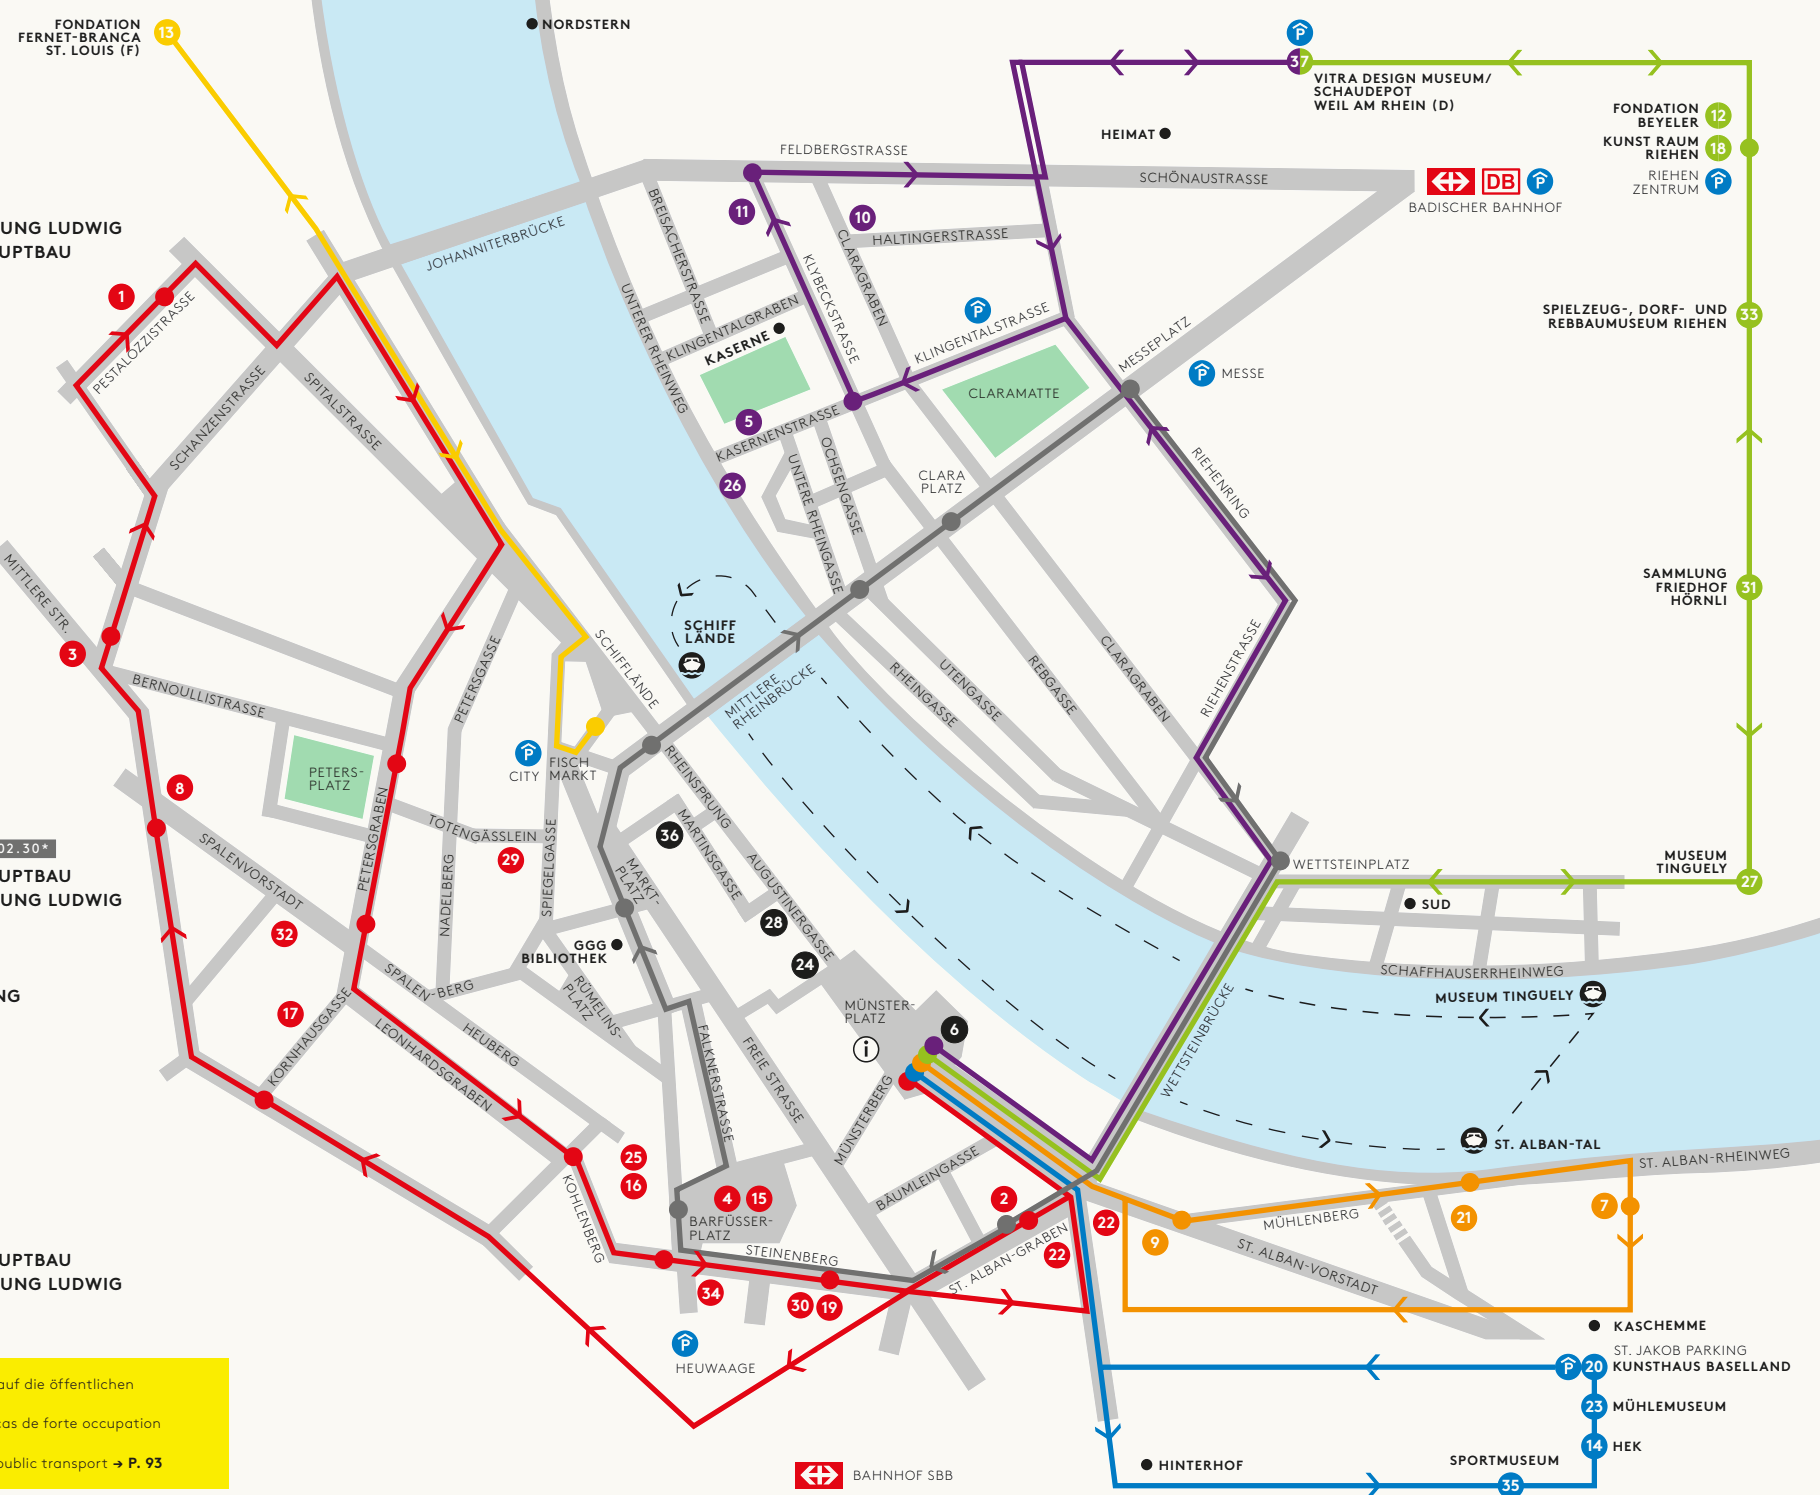 FONDATION
FERNET-BRANCA
ST. LOUIS (F)
13
NORDSTERN
P
37
VITRA DESIGN MUSEUM/
SCHAUDEPOT
WEIL AM RHEIN (D)
HEIMAT
FONDATION
BEYELER
12
KUNST RAUM
RIEHEN
18
RIEHEN
ZENTRUM
P
FELDBERGSTRASSE
SCHÖNAUSTRASSE
DB
P
BADISCHER BAHNHOF
UNG LUDWIG
UPTBAU
JOHANNITERBRÜCKE
BREISACHERSTRASSE
11
10
HALTINGERSTRASSE
CLARAGRABEN
KLYBECKSTRASSE
UNTERER RHEINWEG
KLINGENTALGRABEN
KASERNE
P
KLINGENTALSTRASSE
MESSEPLATZ
P
MESSE
CLARAMATTE
SPIELZEUG-, DORF- UND
REBBAUMUSEUM RIEHEN
33
1
PESTALOZZISTRASSE
SCHANZENSTRASSE
SPITALSTRASSE
5
KASERNENSTRASSE
26
OCHSENGASSE
UNTERE RHEINGASSE
CLARA
PLATZ
RIEHENRING
SAMMLUNG
FRIEDHOF
HÖRNLI
31
MITTLERE STR.
3
BERNOULLISTRASSE
PETERSGASSE
SCHIFFLÄNDE
SCHIFF
LÄNDE
MITTLERE
RHEINBRÜCKE
RHEINGASSE
UTENGASSE
REBGASSE
CLARAGRABEN
RIEHENSTRASSE
P
CITY
FISCH
MARKT
PETERS-
PLATZ
8
PETERSGRABEN
TOTENGÄSSLEIN
29
SPALENVORSTADT
NADELBERG
SPIEGELGASSE
RHEINSPRUNG
36
MARTINSGASSE
MARKT-
PLATZ
AUGUSTINERGASSE
28
24
WETTSTEINPLATZ
MUSEUM
TINGUELY
27
SUD
02.30*
UPTBAU
UNG LUDWIG
32
GGG
BIBLIOTHEK
SPALEN-BERG
RÜMELINS-
PLATZ
SCHAFFHAUSERRHEINWEG
MUSEUM TINGUELY
NG
17
KORNHAUSGASSE
LEONHARDSGRABEN
HEUBERG
FALKNERSTRASSE
FREIE STRASSE
MÜNSTER-
PLATZ
i
6
MÜNSTERBERG
WETTSTEINBRÜCKE
ST. ALBAN-TAL
ST. ALBAN-RHEINWEG
25
16
KOHLENBERG
4
15
BARFÜSSER-
PLATZ
BÄUMLEINGASSE
2
22
22
9
MÜHLENBERG
21
7
STEINENBERG
ST. ALBAN-GRABEN
ST. ALBAN-VORSTADT
34
30
19
UPTBAU
UNG LUDWIG
P
HEUWAAGE
KASCHEMME
ST. JAKOB PARKING
P
20
KUNSTHAUS BASELLAND
23
MÜHLEMUSEUM
14
HEK
SPORTMUSEUM
35
HINTERHOF
BAHNHOF SBB
auf die öffentlichen
cas de forte occupation
public transport → P. 93